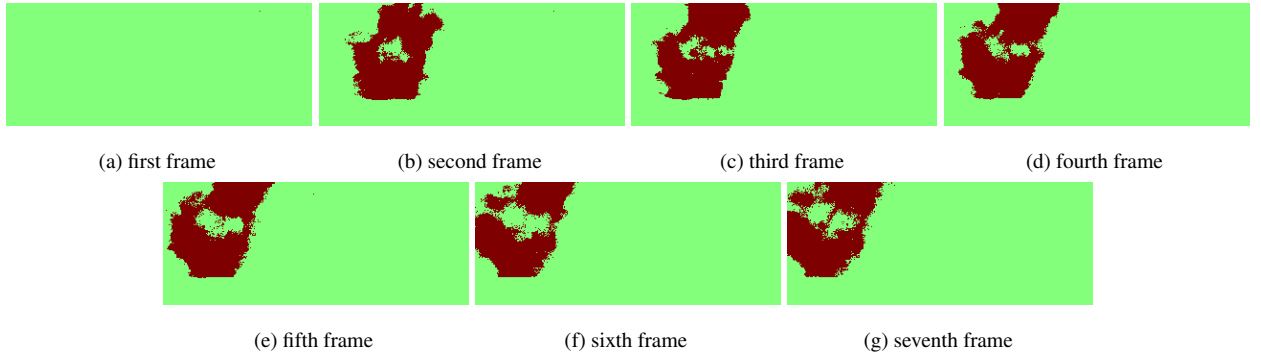 (a) first frame
(b) second frame
(c) third frame
(d) fourth frame
(e) fifth frame
(f) sixth frame
(g) seventh frame